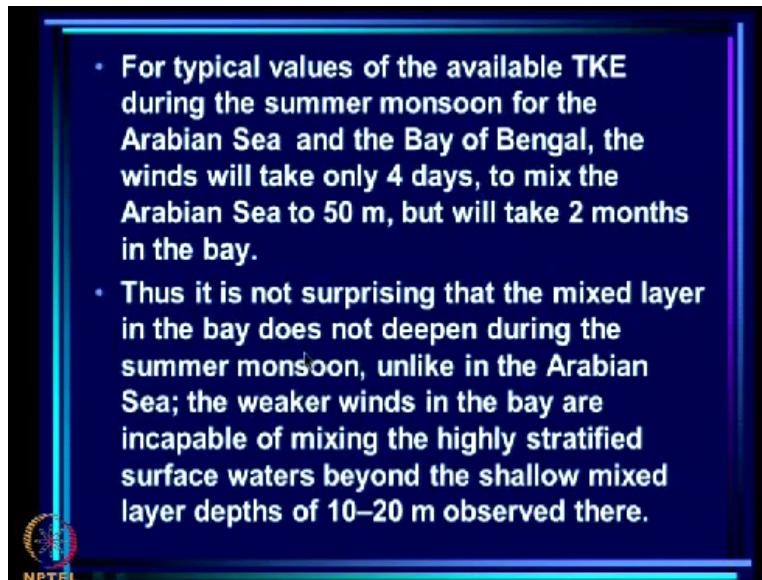 • For typical values of the available TKE
during the summer monsoon for the
Arabian Sea and the Bay of Bengal, the
winds will take only 4 days, to mix the
Arabian Sea to 50 m, but will take 2 months
in the bay.
• Thus it is not surprising that the mixed layer
in the bay does not deepen during the
summer monsoon, unlike in the Arabian
Sea; the weaker winds in the bay are
incapable of mixing the highly stratified
surface waters beyond the shallow mixed
layer depths of 10–20 m observed there.
NPTEL